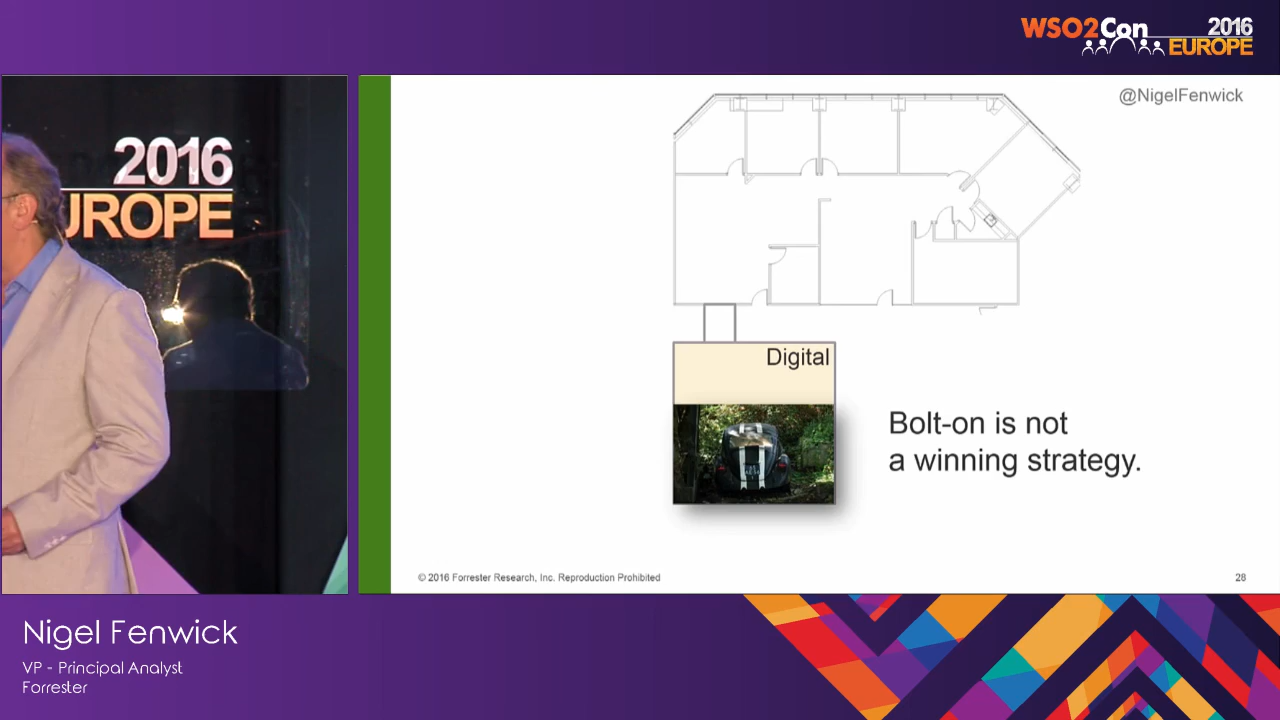 WSO2Con 2016
EUROPE
2016
UROPE
@NigelFenwick
Digital
Bolt-on is not
a winning strategy.
© 2016 Forrester Research, Inc. Reproduction Prohibited
28
Nigel Fenwick
VP - Principal Analyst
Forrester